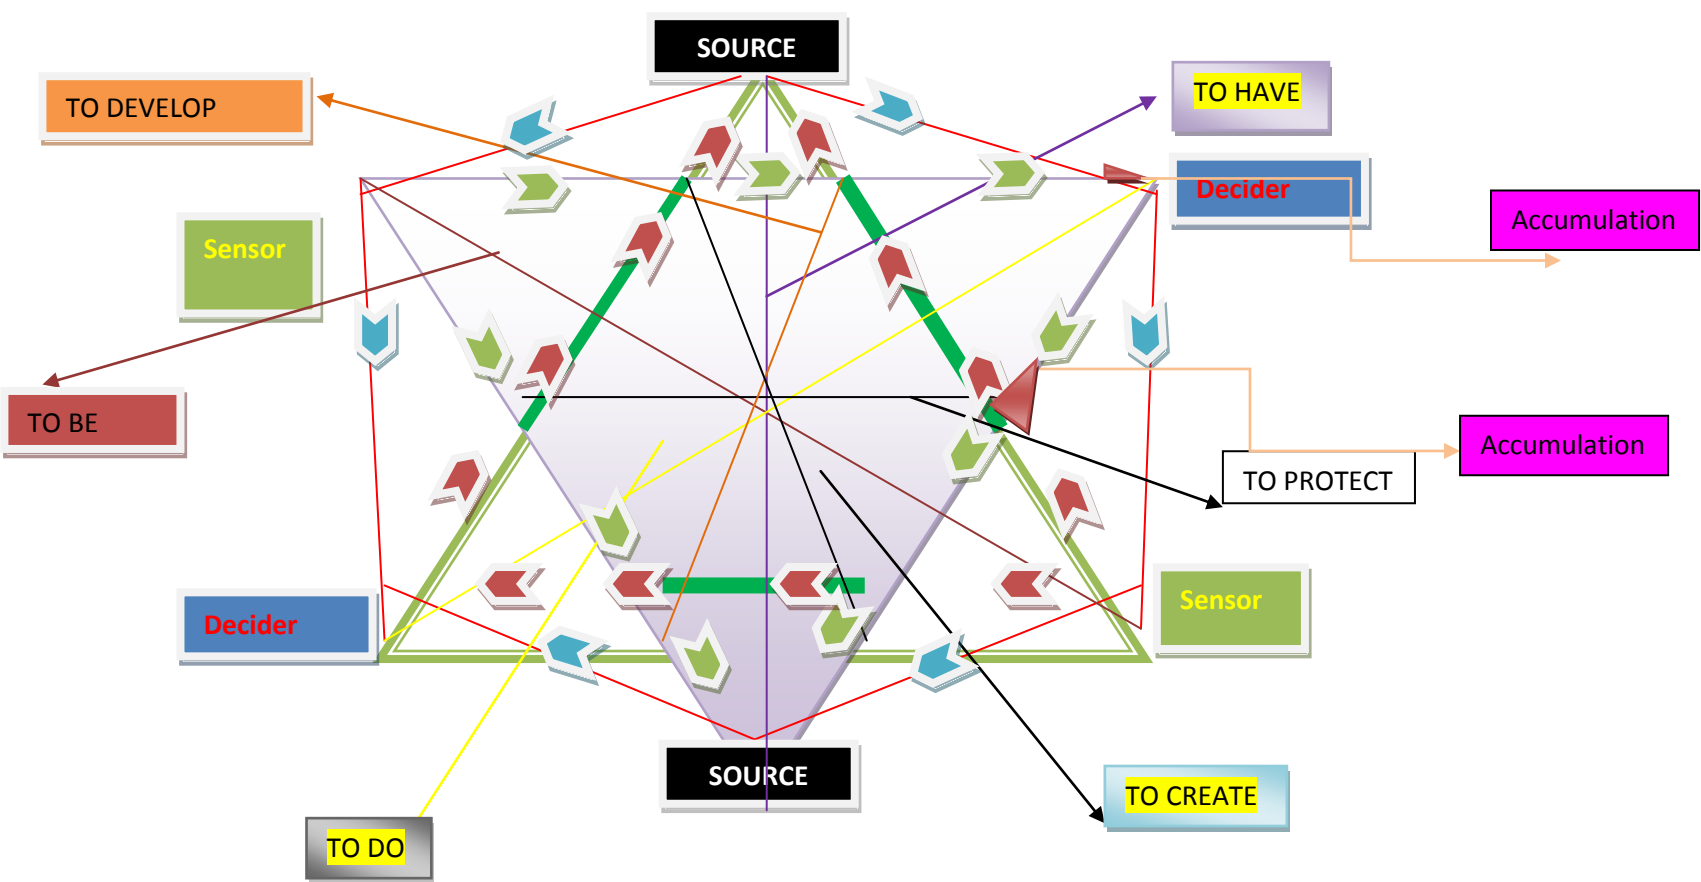 SOURCE
TO DEVELOP
TO HAVE
Decider
Accumulation
Sensor
TO BE
Accumulation
TO PROTECT
Decider
Sensor
SOURCE
TO CREATE
TO DO